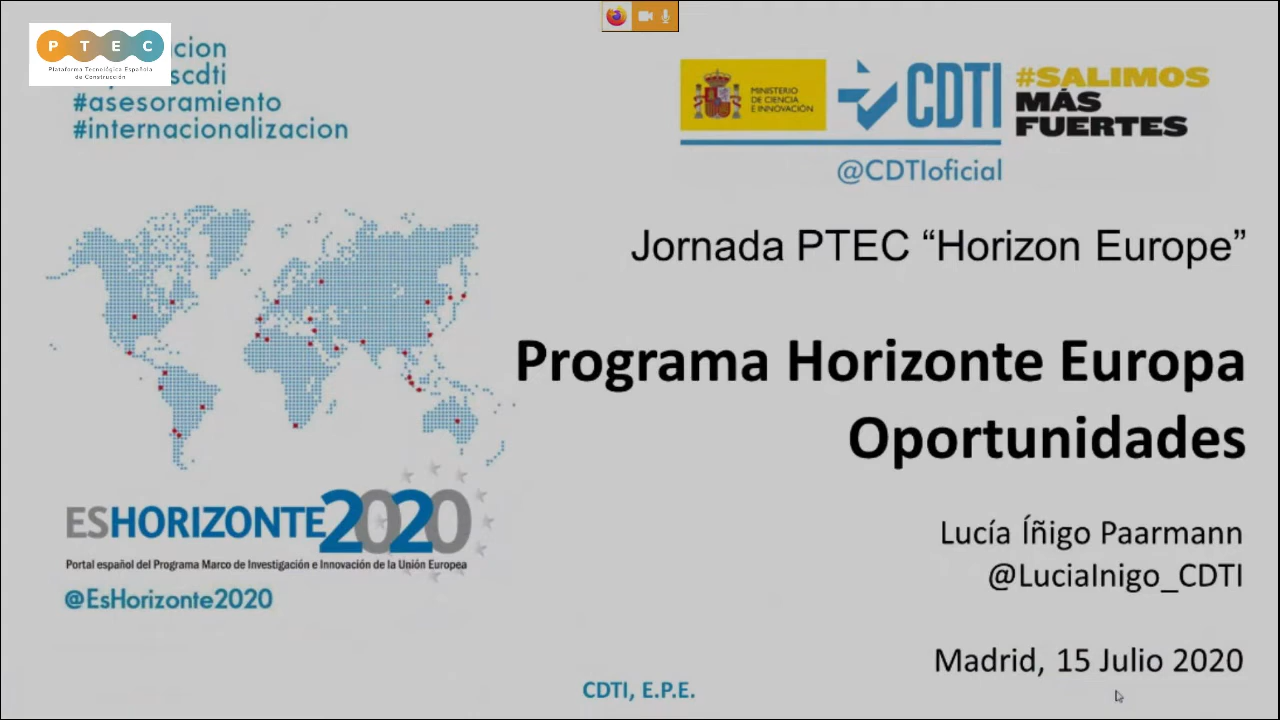 P T E C
Plataforma Tecnológica Española
de Construcción
cion
scdti
#asesoramiento
#internacionalizacion
MINISTERIO
DE CIENCIA
E INNOVACIÓN
CDTI
#SALIMOS
MÁS
FUERTES
@CDTIoficial
Jornada PTEC “Horizon Europe”
Programa Horizonte Europa
Oportunidades
ESHORIZONTE2020
Portal español del Programa Marco de Investigación e Innovación de la Unión Europea
@EsHorizonte2020
Lucía Íñigo Paarmann
@LuciaInigo_CDTI
Madrid, 15 Julio 2020
CDTI, E.P.E.